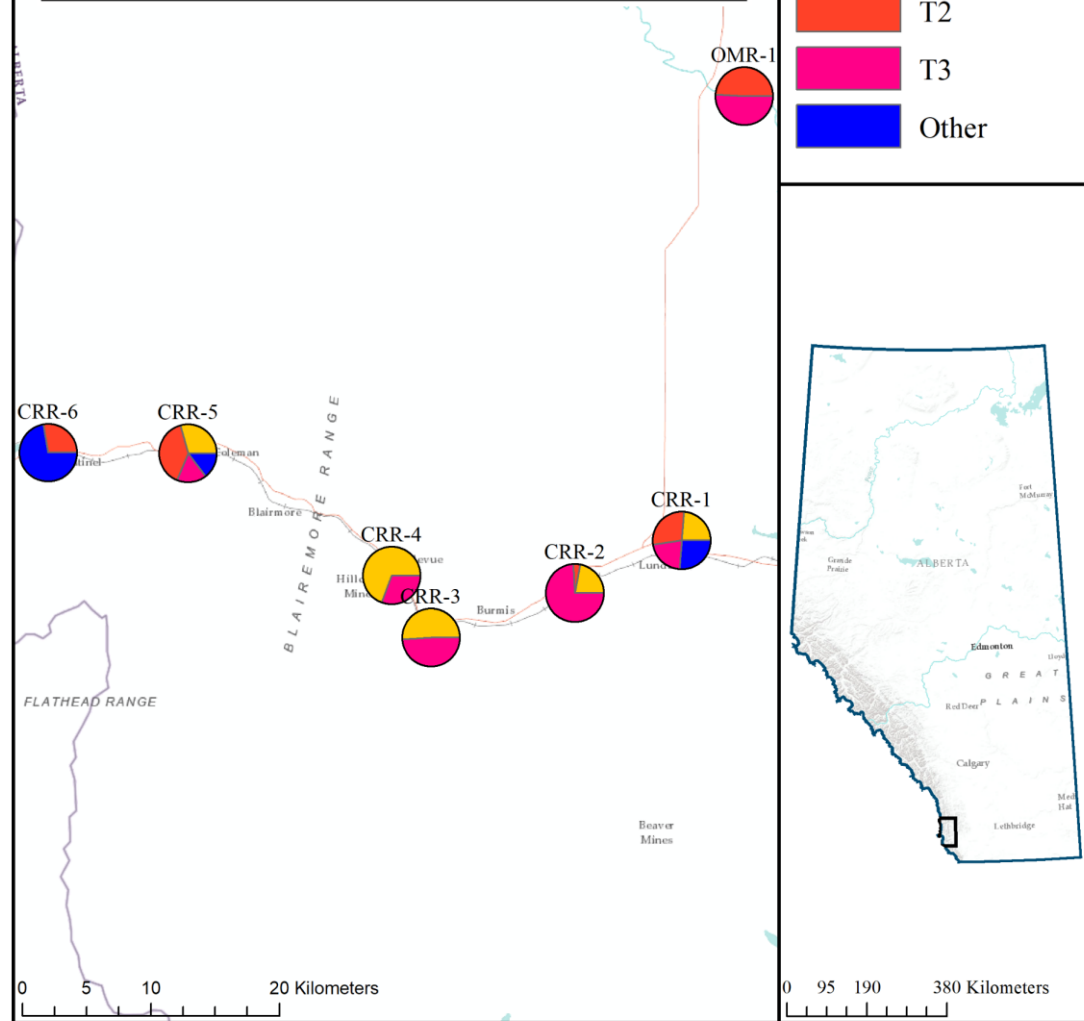 T2
T3
Other
ALBERTA
OMR-1
CRR-6
CRR-5
Coleman
BLAIREMORE RANGE
Blairmore
CRR-1
CRR-4
CRR-2
CRR-3
Burmis
FLATHEAD RANGE
Beaver
Mines
0 5 10 20 Kilometers
Fort
McMurray
Grande
Prairie
ALBERTA
Edmonton
GREAT
PLAINS
Red Deer
Calgary
Lethbridge
0 95 190 380 Kilometers